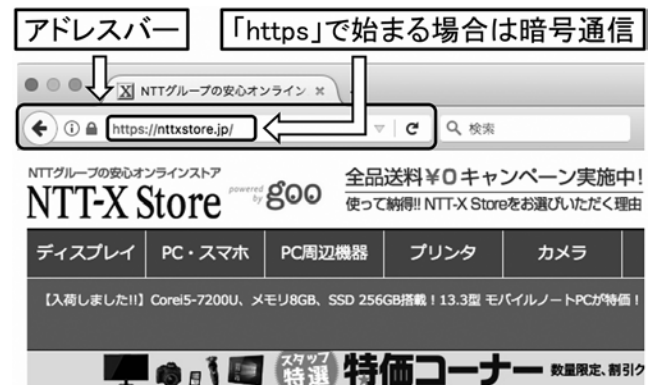 アドレスバー
「https」で始まる場合は暗号通信
NTTグループの安心オンライン ×
https://nttxstore.jp/
検索
NTTグループの安心オンラインストア
NTT-X Store powered by goo
全品送料¥0キャンペーン実施中!
使って納得!! NTT-X Storeをお選びいただく理由
ディスプレイ PC・スマホ PC周辺機器 プリンタ カメラ
【入荷しました!!】Corei5-7200U、メモリ8GB、SSD 256GB搭載！13.3型 モバイルノートPCが特価！
スタッフ特選 特価コーナー 数量限定、割引ク